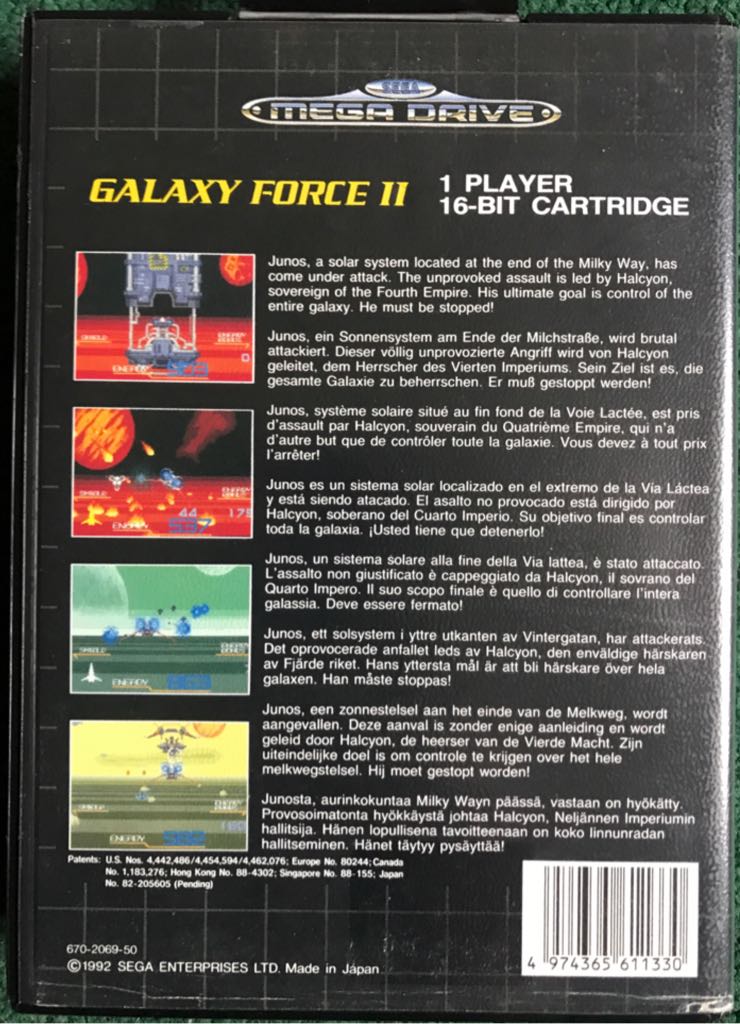 SEGA
MEGA DRIVE
GALAXY FORCE II
1 PLAYER
16-BIT CARTRIDGE
Junos, a solar system located at the end of the Milky Way, has
come under attack. The unprovoked assault is led by Halcyon,
sovereign of the Fourth Empire. His ultimate goal is control of the
entire galaxy. He must be stopped!
Junos, ein Sonnensystem am Ende der Milchstraße, wird brutal
attackiert. Dieser völlig unprovozierte Angriff wird von Halcyon
geleitet, dem Herrscher des Vierten Imperiums. Sein Ziel ist es, die
gesamte Galaxie zu beherrschen. Er muß gestoppt werden!
Junos, système solaire situé au fin fond de la Voie Lactée, est pris
d'assaut par Halcyon, souverain du Quatrième Empire, qui n'a
d'autre but que de contrôler toute la galaxie. Vous devez à tout prix
l'arrêter!
Junos es un sistema solar localizado en el extremo de la Vía Láctea
y está siendo atacado. El asalto no provocado está dirigido por
Halcyon, soberano del Cuarto Imperio. Su objetivo final es controlar
toda la galaxia. ¡Usted tiene que detenerlo!
Junos, un sistema solare alla fine della Via lattea, è stato attaccato.
L'assalto non giustificato è cappeggiato da Halcyon, il sovrano del
Quarto Impero. Il suo scopo finale è quello di controllare l'intera
galassia. Deve essere fermato!
Junos, ett solsystem i yttre utkanten av Vintergatan, har attackerats.
Det oprovocerade anfallet leds av Halcyon, den enväldige härskaren
av Fjärde riket. Hans yttersta mål är att bli härskare över hela
galaxen. Han måste stoppas!
Junos, een zonnestelsel aan het einde van de Melkweg, wordt
aangevallen. Deze aanval is zonder enige aanleiding en wordt
geleid door Halcyon, de heerser van de Vierde Macht. Zijn
uiteindelijke doel is om controle te krijgen over het hele
melkwegstelsel. Hij moet gestopt worden!
Junosta, aurinkokuntaa Milky Wayn päässä, vastaan on hyökätty.
Provosoimatonta hyökkäystä johtaa Halcyon, Neljännen Imperiumin
hallitsija. Hänen lopullisena tavoitteenaan on koko linnunradan
hallitseminen. Hänet täytyy pysäyttää!
SHIELD
ENERGY
SHIELD
44
ENERGY
537
SHIELD
ENERGY
SHIELD
ENERGY
582
Patents: U.S. Nos. 4,442,486/4,454,594/4,462,076; Europe No. 80244; Canada
No. 1,183,276; Hong Kong No. 88-4302; Singapore No. 88-155; Japan
No. 82-205605 (Pending)
670-2069-50
©1992 SEGA ENTERPRISES LTD. Made in Japan
4 974365 611330